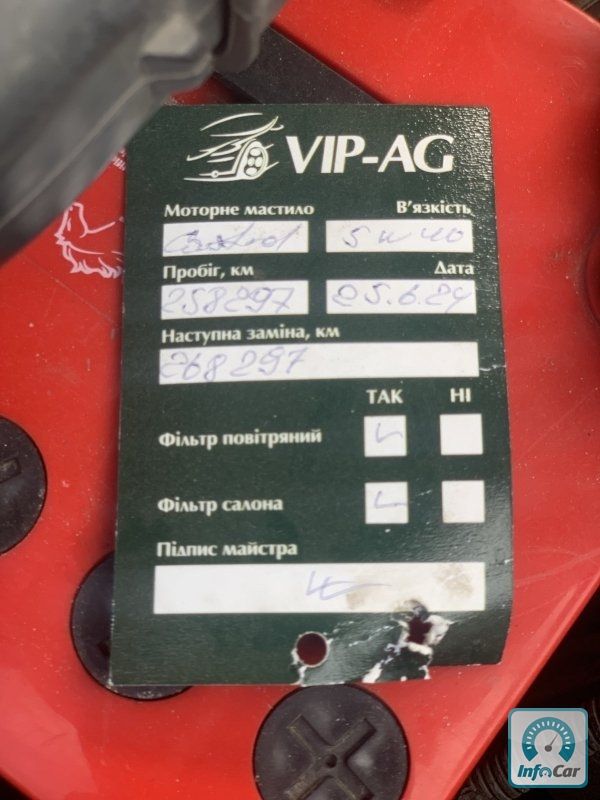 VIP-AG
Моторне мастило В'язкість
Castrol 5w40
Пробіг, км Дата
258297 25.6.24
Наступна заміна, км
268297
ТАК НІ
Фільтр повітряний
Фільтр салона
Підпис майстра
InfoCar